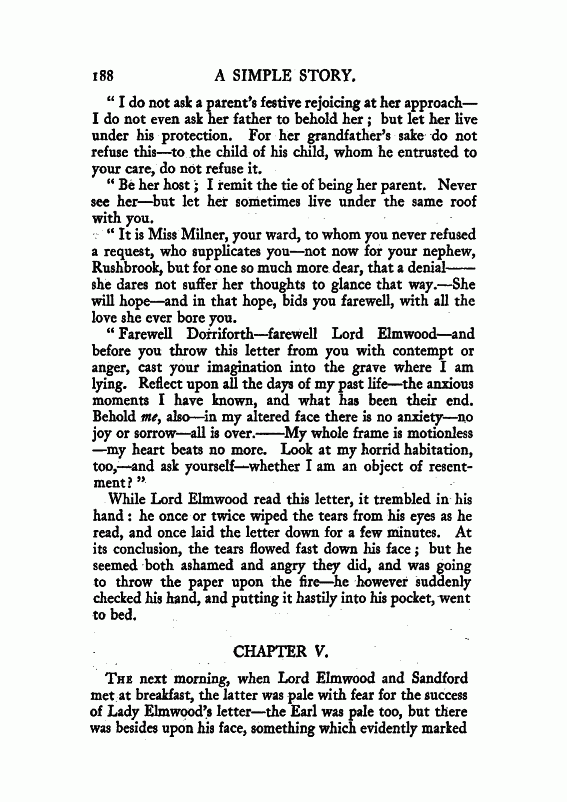 188 A SIMPLE STORY.
“ I do not ask a parent’s festive rejoicing at her approach—
I do not even ask her father to behold her ; but let her live
under his protection. For her grandfather’s sake do not
refuse this—to the child of his child, whom he entrusted to
your care, do not refuse it.
“ Be her host ; I remit the tie of being her parent. Never
see her—but let her sometimes live under the same roof
with you.
“ It is Miss Milner, your ward, to whom you never refused
a request, who supplicates you—not now for your nephew,
Rushbrook, but for one so much more dear, that a denial——
she dares not suffer her thoughts to glance that way.—She
will hope—and in that hope, bids you farewell, with all the
love she ever bore you.
“ Farewell Dorriforth—farewell Lord Elmwood—and
before you throw this letter from you with contempt or
anger, cast your imagination into the grave where I am
lying. Reflect upon all the days of my past life—the anxious
moments I have known, and what has been their end.
Behold me, also—in my altered face there is no anxiety—no
joy or sorrow—all is over.——My whole frame is motionless
—my heart beats no more. Look at my horrid habitation,
too,—and ask yourself—whether I am an object of resent-
ment? ”
While Lord Elmwood read this letter, it trembled in his
hand : he once or twice wiped the tears from his eyes as he
read, and once laid the letter down for a few minutes. At
its conclusion, the tears flowed fast down his face ; but he
seemed both ashamed and angry they did, and was going
to throw the paper upon the fire—he however suddenly
checked his hand, and putting it hastily into his pocket, went
to bed.
CHAPTER V.
The next morning, when Lord Elmwood and Sandford
met at breakfast, the latter was pale with fear for the success
of Lady Elmwood’s letter—the Earl was pale too, but there
was besides upon his face, something which evidently marked